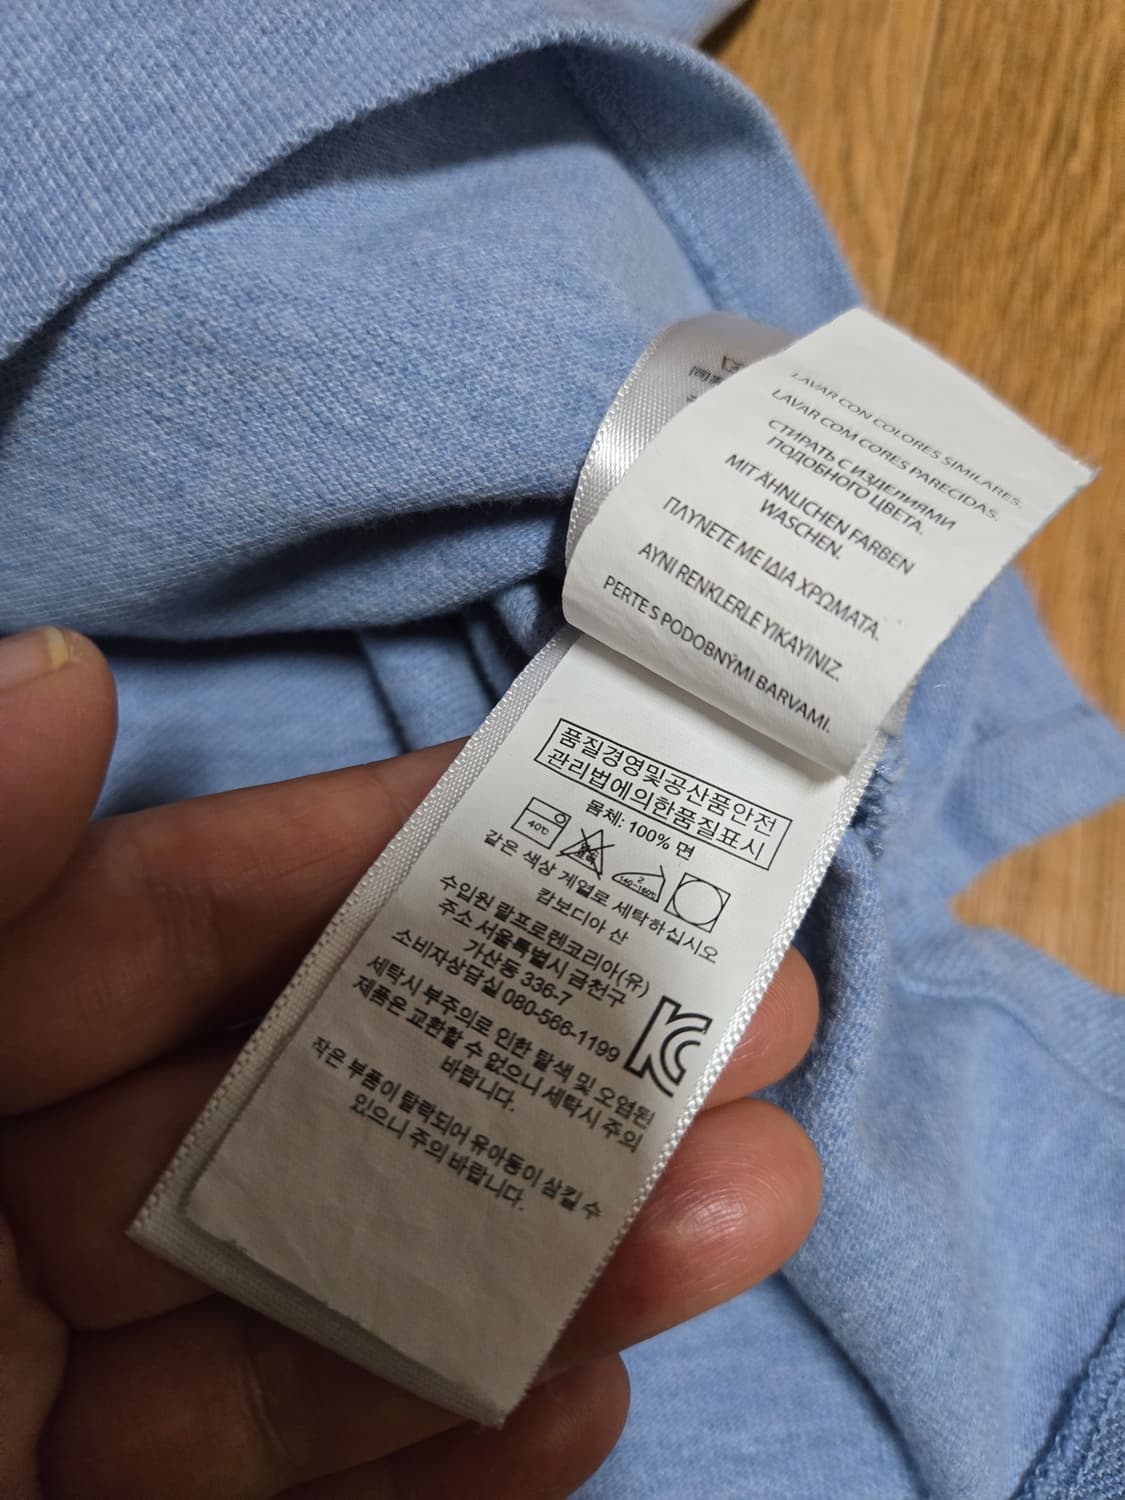 LAVAR CON COLORES SIMILARES.
LAVAR COM CORES PARECIDAS.
СТИРАТЬ С ИЗДЕЛИЯМИ
ПОДОБНОГО ЦВЕТА.
MIT ÄHNLICHEN FARBEN
WASCHEN.
ΠΛΥΝΕΤΕ ΜΕ ΙΔΙΑ ΧΡΩΜΑΤΑ.
AYNI RENKLERLE YIKAYINIZ.
PERTE S PODOBNÝMI BARVAMI.
품질경영및공산품안전
관리법에의한품질표시
몸체: 100% 면
40℃ 2 140~160℃
같은 색상 계열로 세탁하십시오
캄보디아 산
수입원 랄프로렌코리아(유)
주소 서울특별시 금천구
가산동 336-7
소비자상담실 080-566-1199
세탁시 부주의로 인한 탈색 및 오염된
제품은 교환할 수 없으니 세탁시 주의
바랍니다.
작은 부품이 탈락되어 유아동이 삼킬 수
있으니 주의 바랍니다.